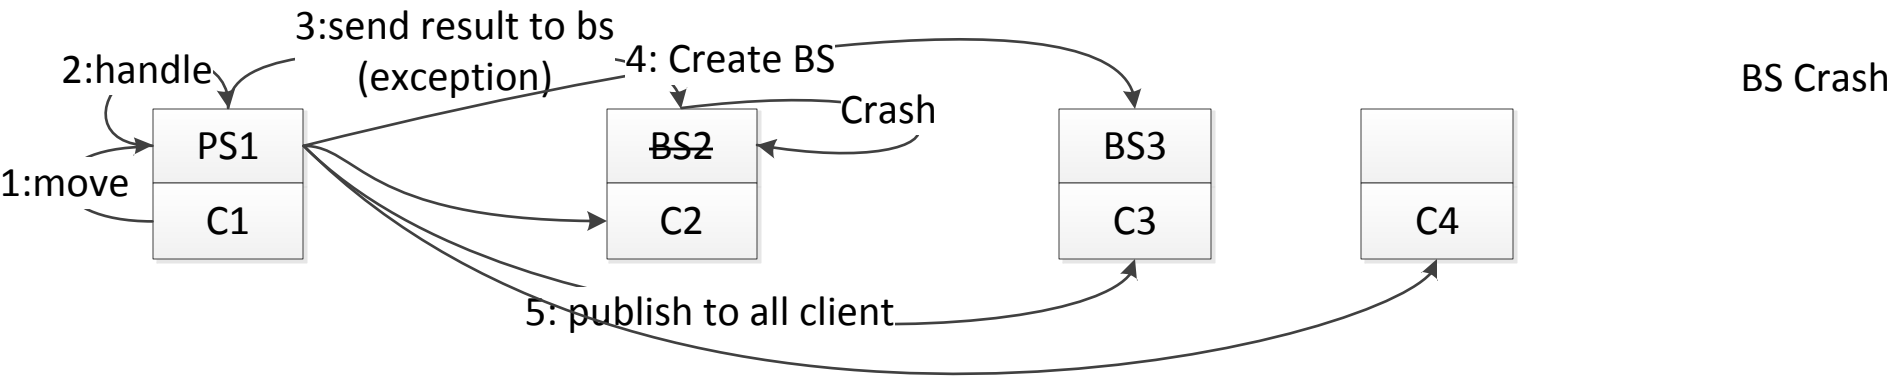 3:send result to bs
(exception)
4: Create BS
2:handle
BS Crash
Crash
PS1
BS2
BS3
1:move
C1
C2
C3
C4
5: publish to all client